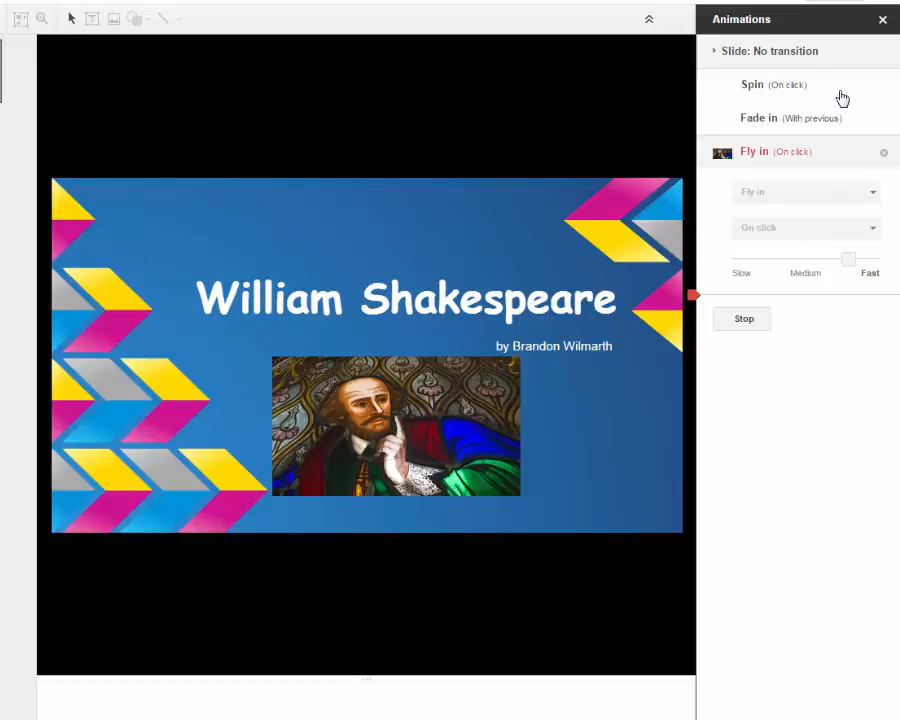 Animations
Slide: No transition
Spin (On click)
Fade in (With previous)
Fly in (On click)
Fly in
On click
Slow Medium Fast
Stop
William Shakespeare
by Brandon Wilmarth